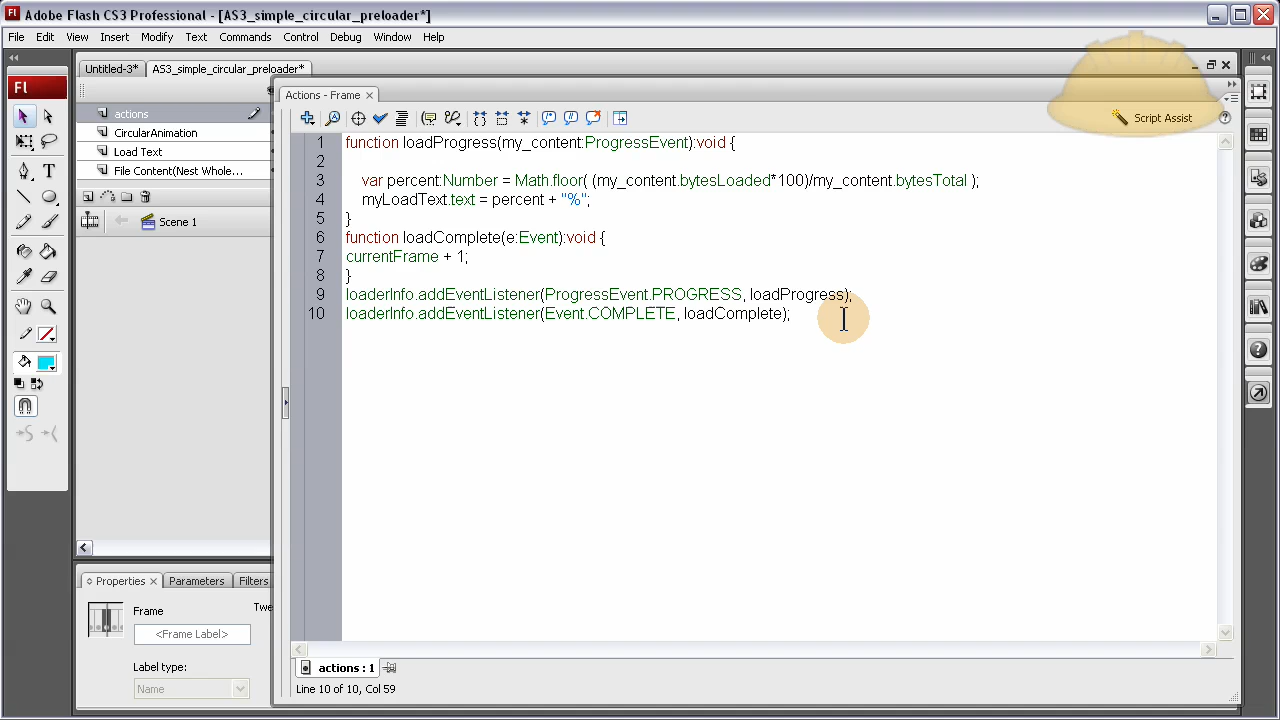 Adobe Flash CS3 Professional - [AS3_simple_circular_preloader*]
File Edit View Insert Modify Text Commands Control Debug Window Help
Fl
Untitled-3* AS3_simple_circular_preloader*
Actions - Frame
actions
Script Assist
CircularAnimation
Load Text
File Content(Nest Whole...
Scene 1
1 function loadProgress(my_content:ProgressEvent):void {
2
3 var percent:Number = Math.floor( (my_content.bytesLoaded*100)/my_content.bytesTotal );
4 myLoadText.text = percent + "%";
5 }
6 function loadComplete(e:Event):void {
7 currentFrame + 1;
8 }
9 loaderInfo.addEventListener(ProgressEvent.PROGRESS, loadProgress);
10 loaderInfo.addEventListener(Event.COMPLETE, loadComplete);
Properties Parameters Filters
Frame
Twe
<Frame Label>
Label type:
Name
actions : 1
Line 10 of 10, Col 59